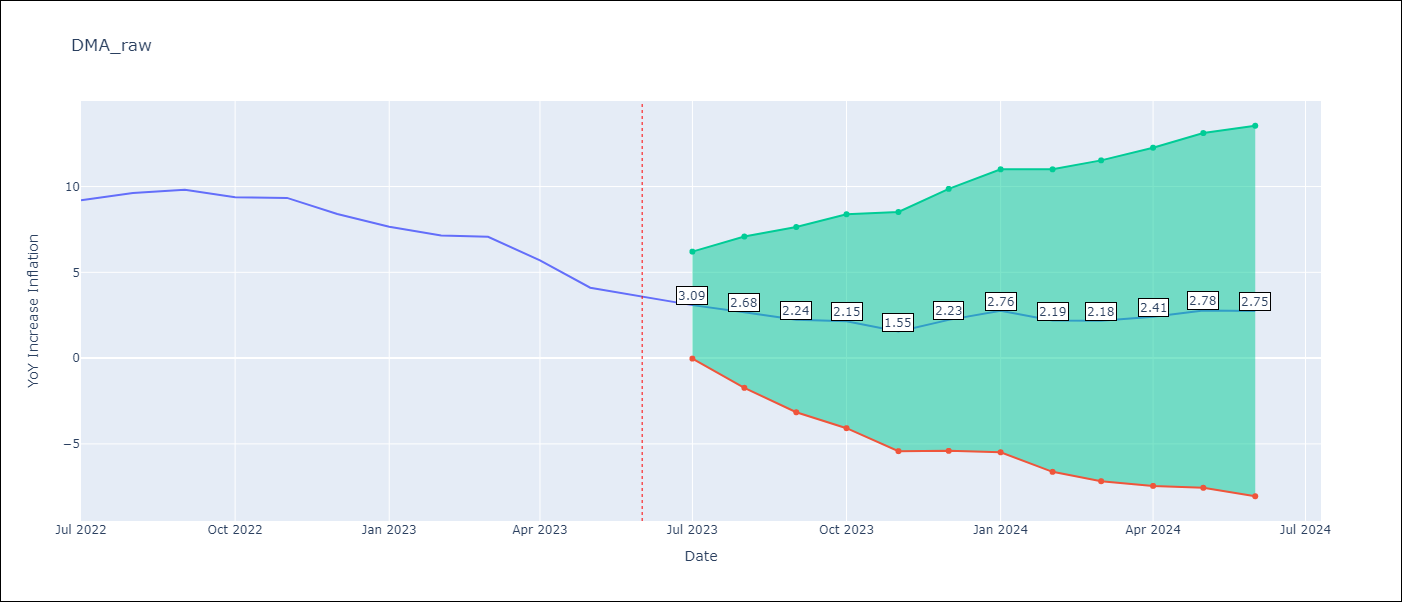 DMA_raw
YoY Increase Inflation
10
5
0
−5
3.09
2.68
2.24
2.15
1.55
2.23
2.76
2.19
2.18
2.41
2.78
2.75
Jul 2022
Oct 2022
Jan 2023
Apr 2023
Jul 2023
Oct 2023
Jan 2024
Apr 2024
Jul 2024
Date